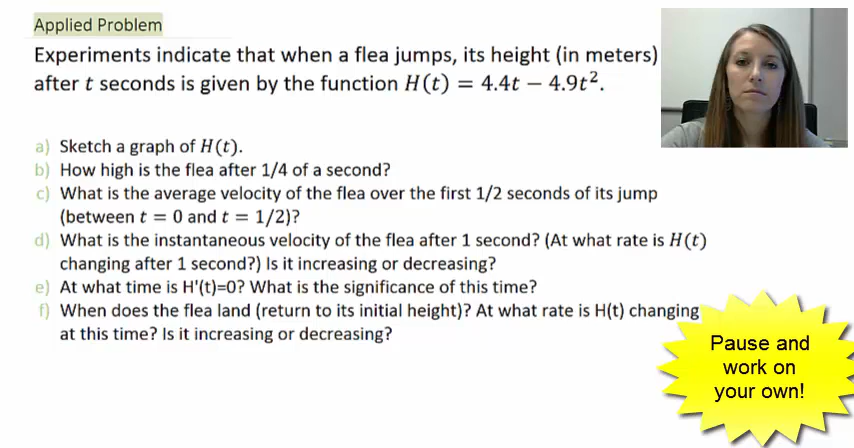 Applied Problem
Experiments indicate that when a flea jumps, its height (in meters)
after t seconds is given by the function H(t) = 4.4t − 4.9t².
a) Sketch a graph of H(t).
b) How high is the flea after 1/4 of a second?
c) What is the average velocity of the flea over the first 1/2 seconds of its jump
(between t = 0 and t = 1/2)?
d) What is the instantaneous velocity of the flea after 1 second? (At what rate is H(t)
changing after 1 second?) Is it increasing or decreasing?
e) At what time is H'(t)=0? What is the significance of this time?
f) When does the flea land (return to its initial height)? At what rate is H(t) changing
at this time? Is it increasing or decreasing?
Pause and
work on
your own!